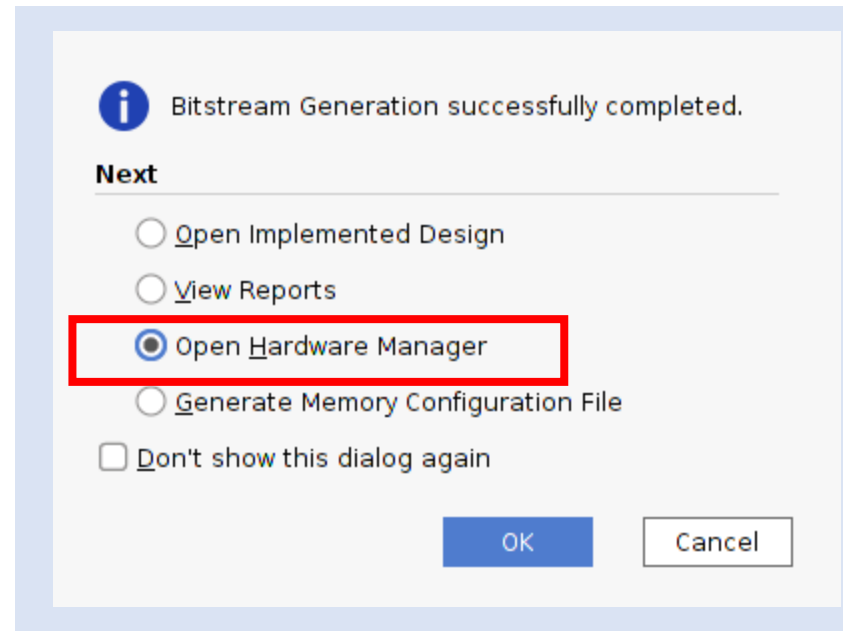 Bitstream Generation successfully completed.
Next
Open Implemented Design
View Reports
Open Hardware Manager
Generate Memory Configuration File
Don't show this dialog again
OK
Cancel